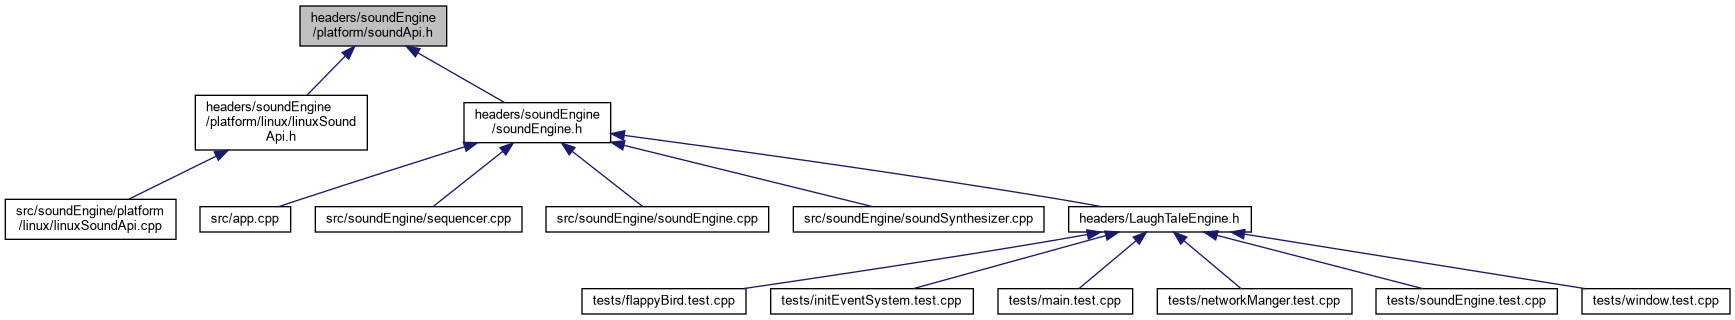 headers/soundEngine
/platform/soundApi.h
headers/soundEngine
/platform/linux/linuxSound
Api.h
headers/soundEngine
/soundEngine.h
src/soundEngine/platform
/linux/linuxSoundApi.cpp
src/app.cpp
src/soundEngine/sequencer.cpp
src/soundEngine/soundEngine.cpp
src/soundEngine/soundSynthesizer.cpp
headers/LaughTaleEngine.h
tests/flappyBird.test.cpp
tests/initEventSystem.test.cpp
tests/main.test.cpp
tests/networkManger.test.cpp
tests/soundEngine.test.cpp
tests/window.test.cpp